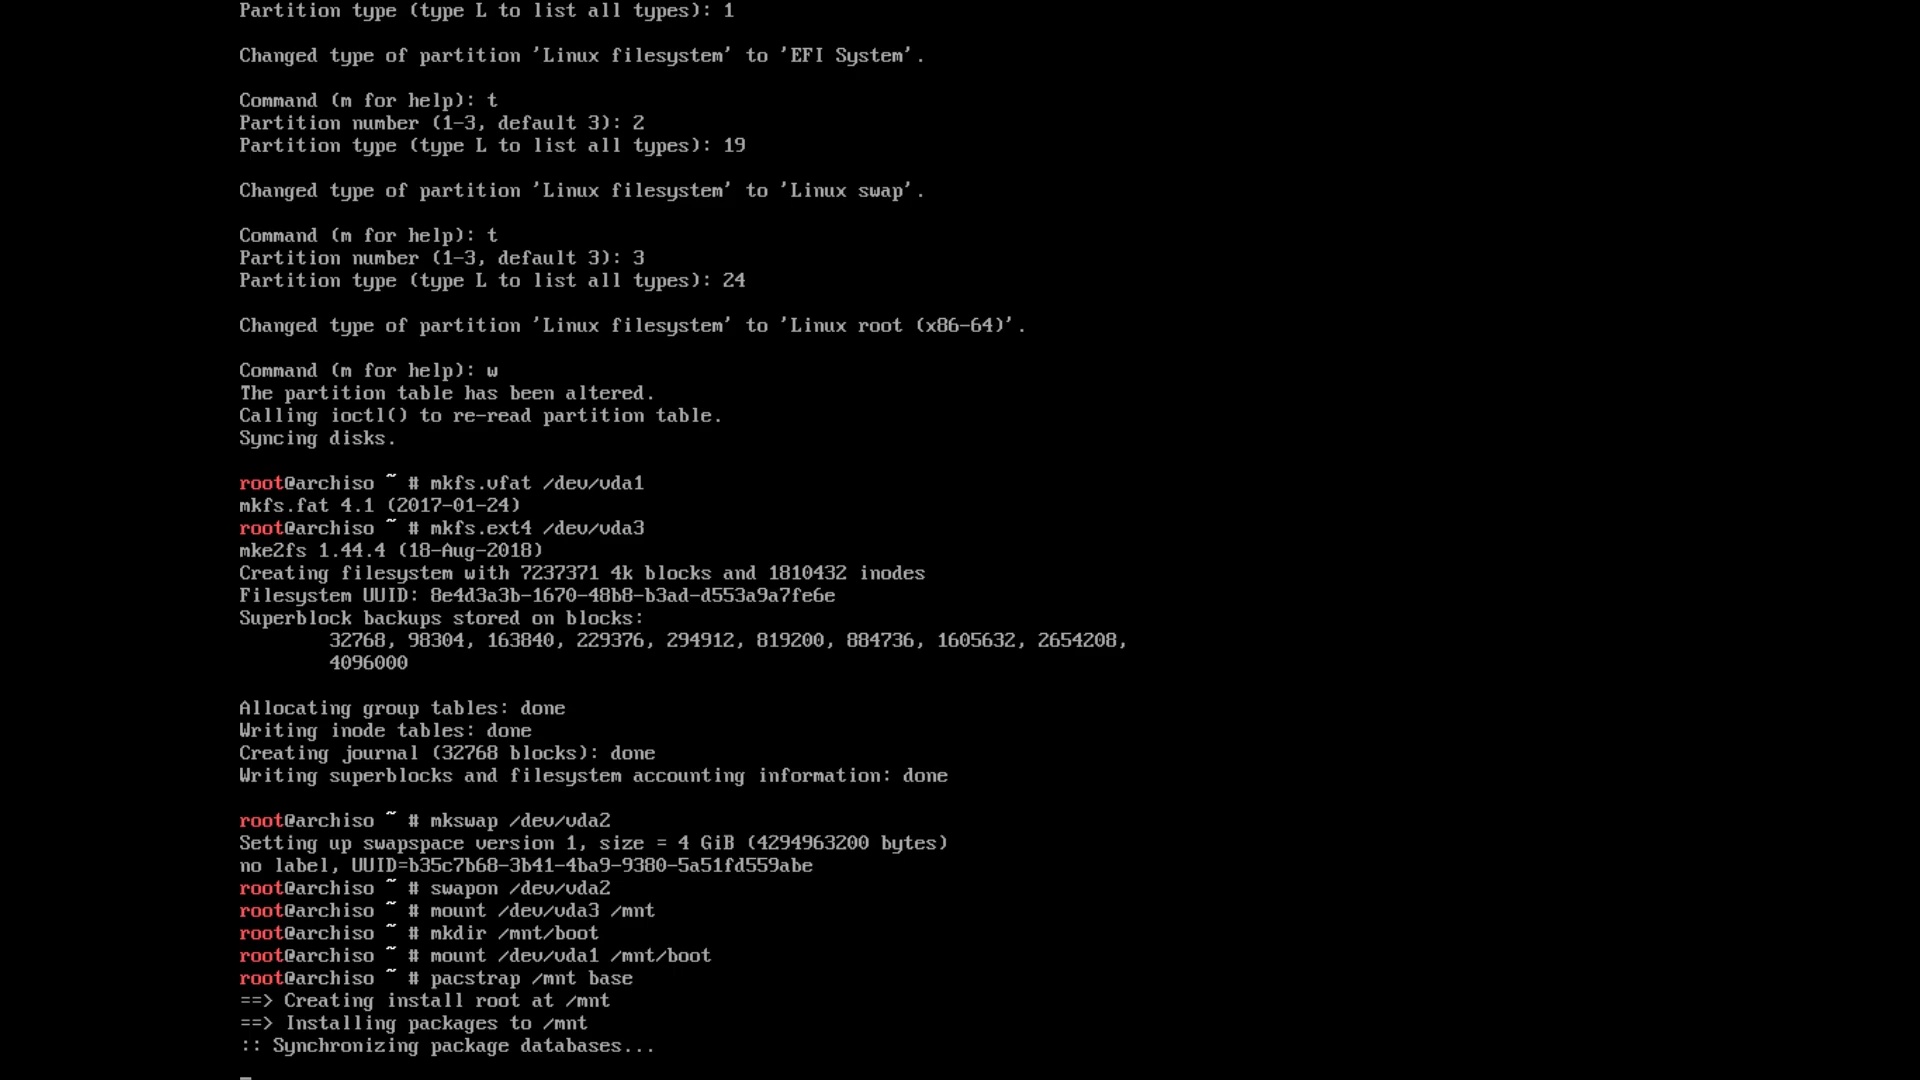 Partition type (type L to list all types): 1
Changed type of partition 'Linux filesystem' to 'EFI System'.
Command (m for help): t
Partition number (1-3, default 3): 2
Partition type (type L to list all types): 19
Changed type of partition 'Linux filesystem' to 'Linux swap'.
Command (m for help): t
Partition number (1-3, default 3): 3
Partition type (type L to list all types): 24
Changed type of partition 'Linux filesystem' to 'Linux root (x86-64)'.
Command (m for help): w
The partition table has been altered.
Calling ioctl() to re-read partition table.
Syncing disks.
root@archiso ~ # mkfs.vfat /dev/vda1
mkfs.fat 4.1 (2017-01-24)
root@archiso ~ # mkfs.ext4 /dev/vda3
mke2fs 1.44.4 (18-Aug-2018)
Creating filesystem with 7237371 4k blocks and 1810432 inodes
Filesystem UUID: 8e4d3a3b-1670-48b8-b3ad-d553a9a7fe6e
Superblock backups stored on blocks:
32768, 98304, 163840, 229376, 294912, 819200, 884736, 1605632, 2654208,
4096000
Allocating group tables: done
Writing inode tables: done
Creating journal (32768 blocks): done
Writing superblocks and filesystem accounting information: done
root@archiso ~ # mkswap /dev/vda2
Setting up swapspace version 1, size = 4 GiB (4294963200 bytes)
no label, UUID=b35c7b68-3b41-4ba9-9380-5a51fd559abe
root@archiso ~ # swapon /dev/vda2
root@archiso ~ # mount /dev/vda3 /mnt
root@archiso ~ # mkdir /mnt/boot
root@archiso ~ # mount /dev/vda1 /mnt/boot
root@archiso ~ # pacstrap /mnt base
==> Creating install root at /mnt
==> Installing packages to /mnt
:: Synchronizing package databases...